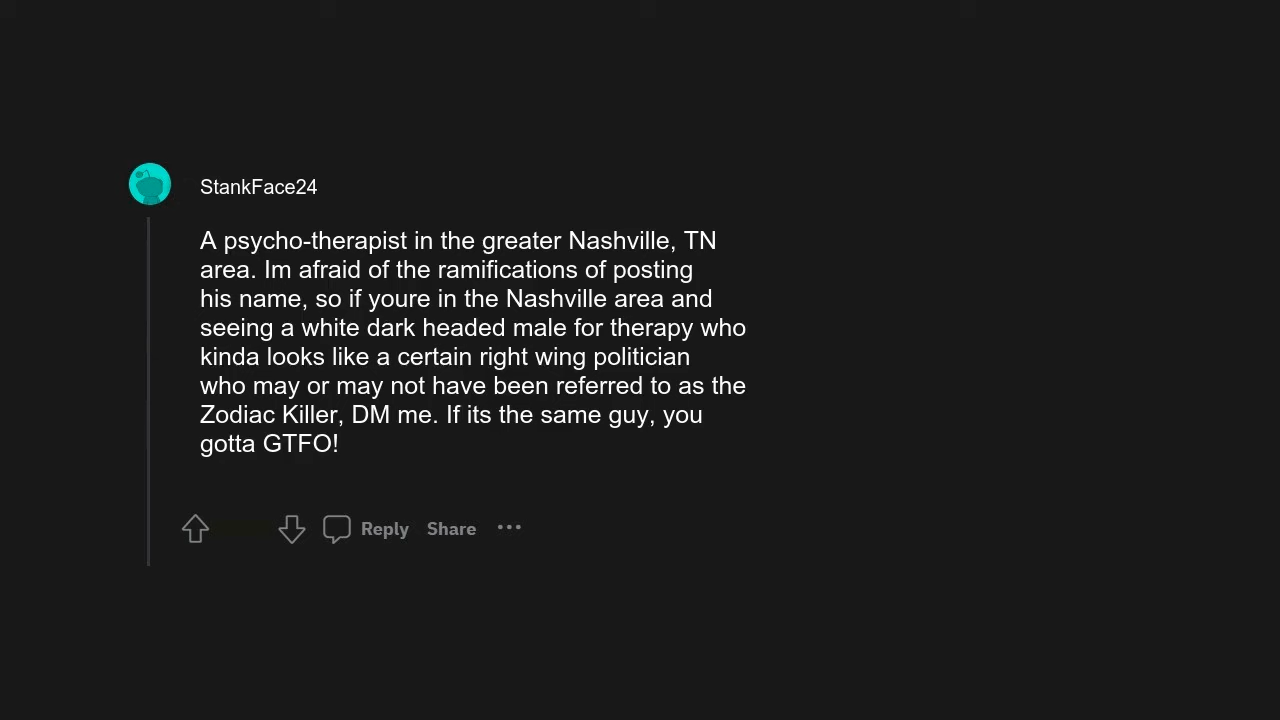 StankFace24
A psycho-therapist in the greater Nashville, TN
area. Im afraid of the ramifications of posting
his name, so if youre in the Nashville area and
seeing a white dark headed male for therapy who
kinda looks like a certain right wing politician
who may or may not have been referred to as the
Zodiac Killer, DM me. If its the same guy, you
gotta GTFO!
Reply Share